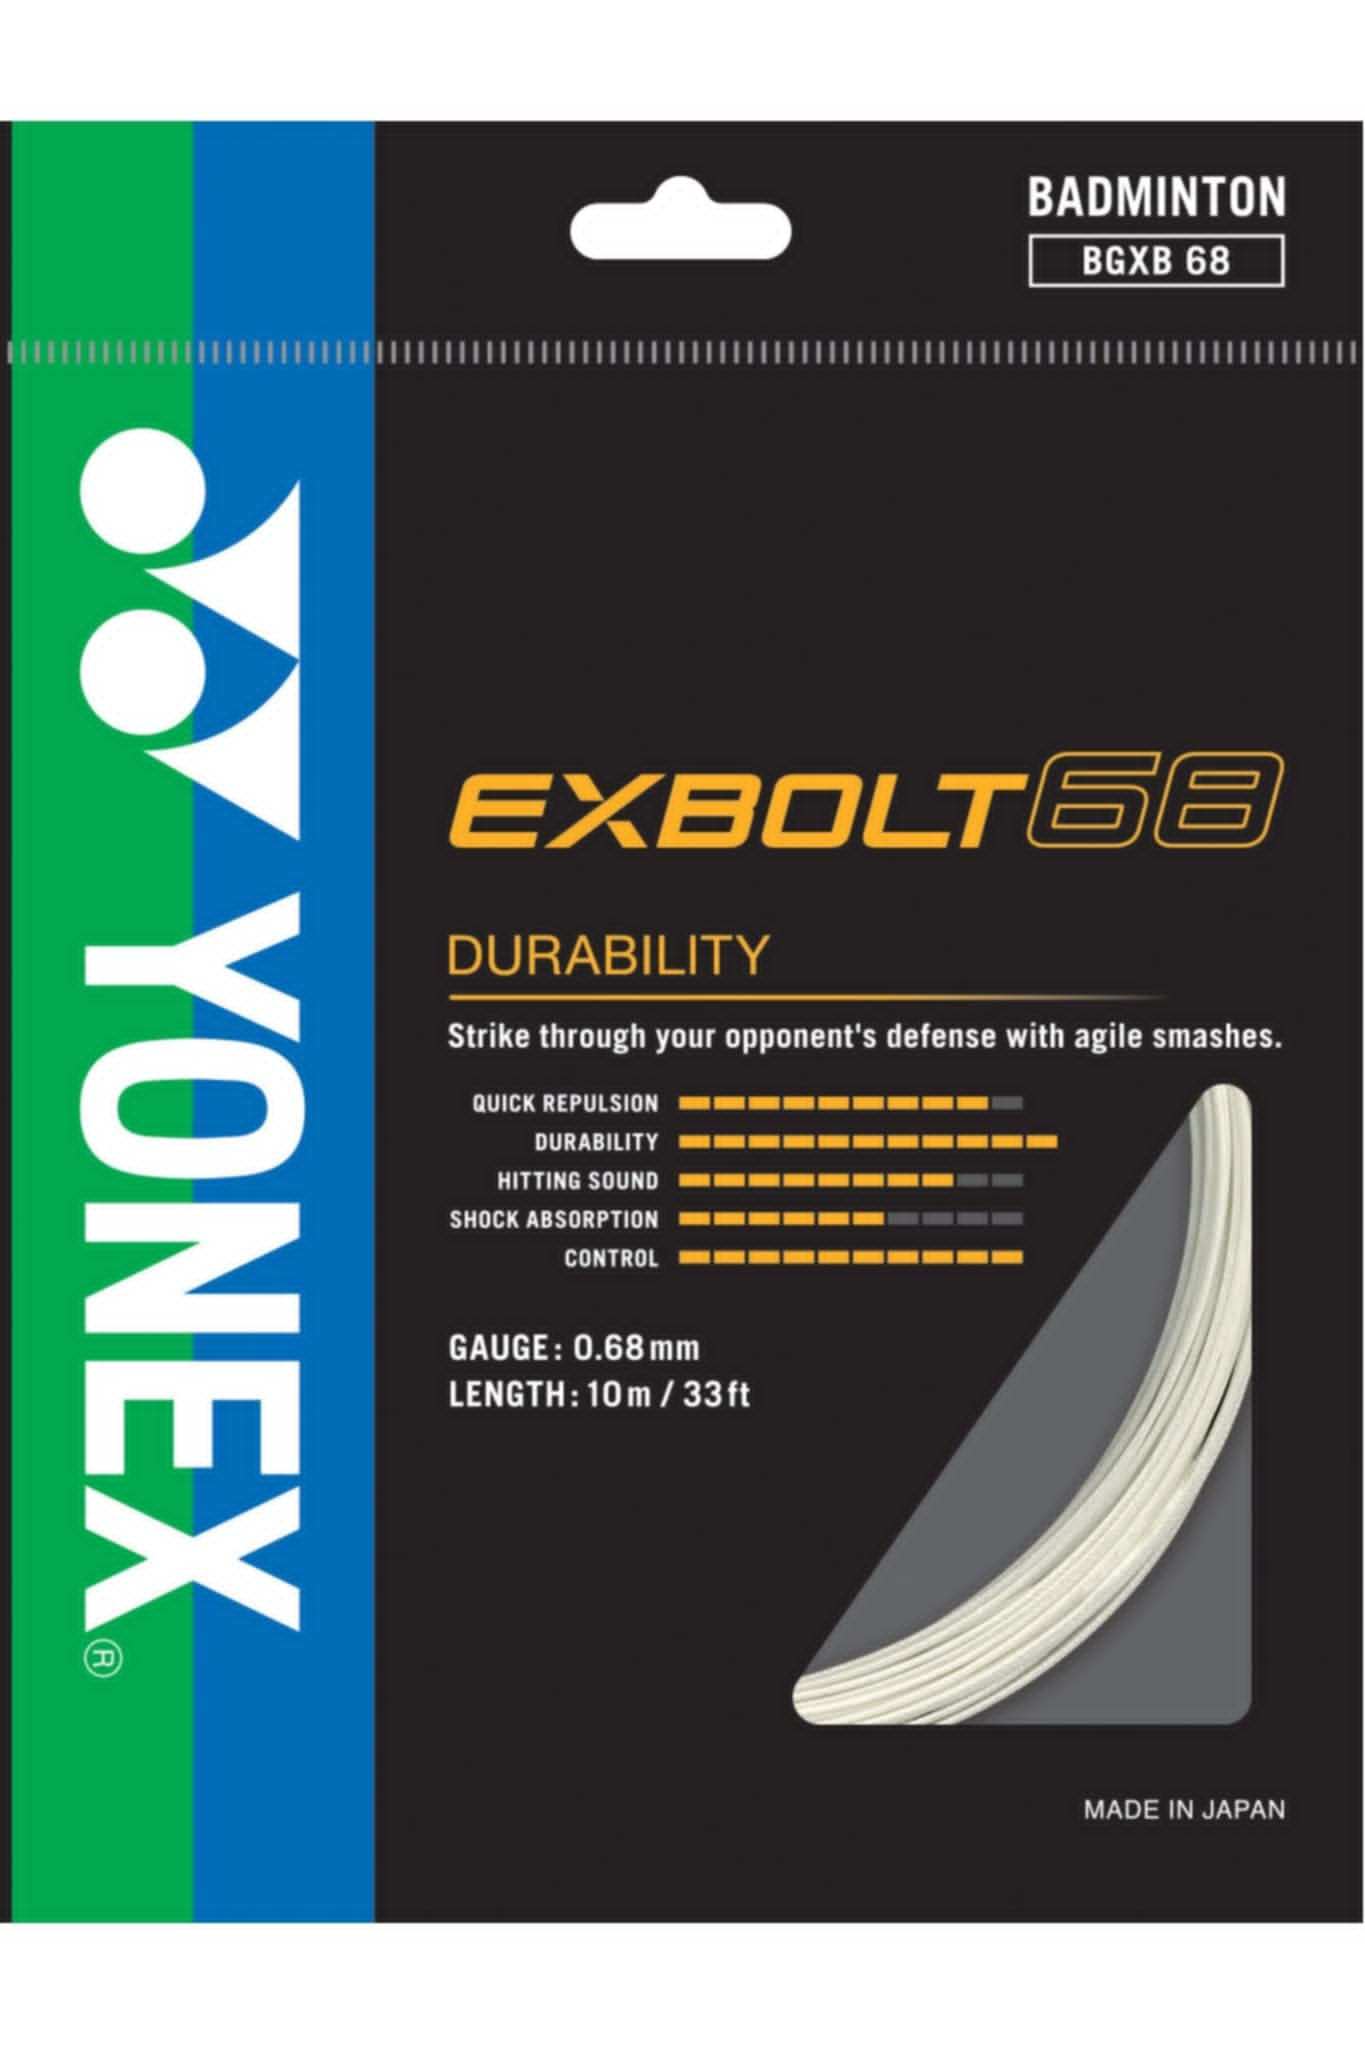 BADMINTON
BGXB 68
YONEX®
EXBOLT68
DURABILITY
Strike through your opponent's defense with agile smashes.
QUICK REPULSION
DURABILITY
HITTING SOUND
SHOCK ABSORPTION
CONTROL
GAUGE: 0.68mm
LENGTH: 10m / 33ft
MADE IN JAPAN